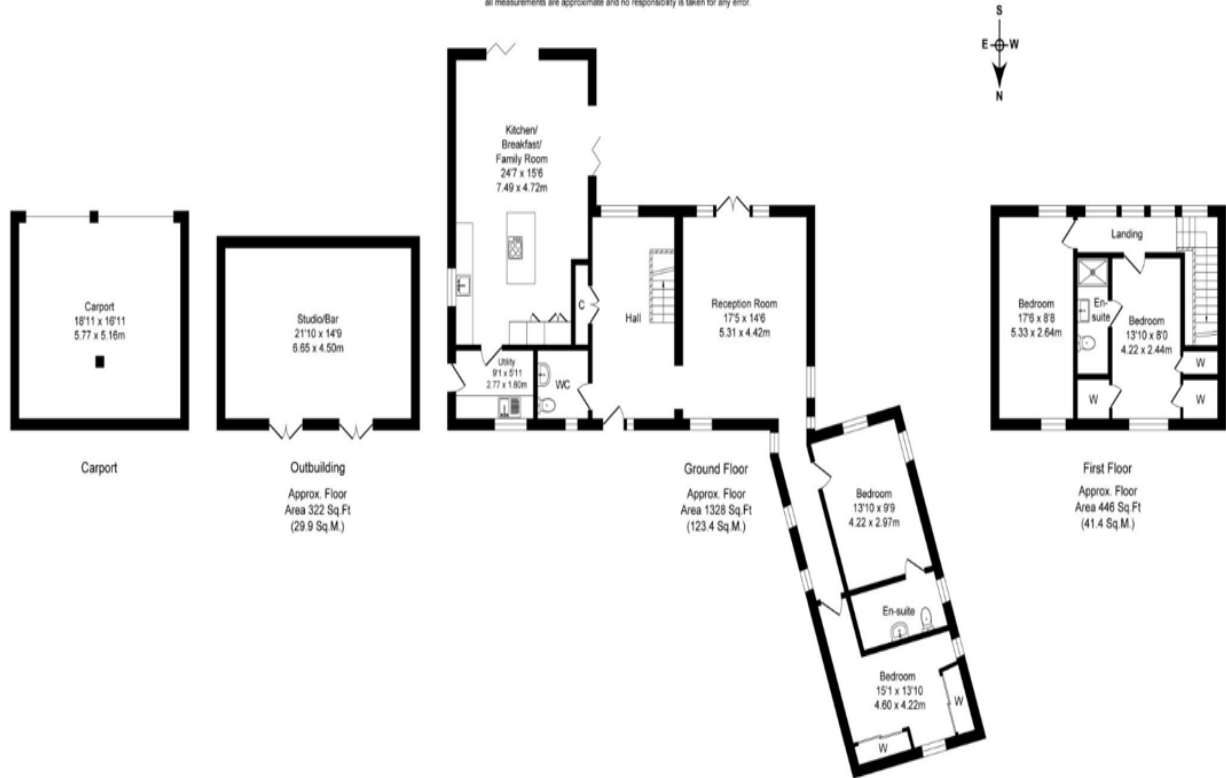 all measurements are approximate and no responsibility is taken for any error.
S
E W
N
Kitchen/
Breakfast/
Family Room
24'7 x 15'6
7.49 x 4.72m
Carport
18'11 x 16'11
5.77 x 5.16m
Studio/Bar
21'10 x 14'9
6.65 x 4.50m
C
Hall
Reception Room
17'5 x 14'6
5.31 x 4.42m
Utility
9'1 x 5'11
2.77 x 1.80m
WC
Landing
Bedroom
17'6 x 8'8
5.33 x 2.64m
En-
suite
Bedroom
13'10 x 8'0
4.22 x 2.44m
W
W
W
Carport
Outbuilding
Approx. Floor
Area 322 Sq.Ft
(29.9 Sq.M.)
Ground Floor
Approx. Floor
Area 1328 Sq.Ft
(123.4 Sq.M.)
First Floor
Approx. Floor
Area 446 Sq.Ft
(41.4 Sq.M.)
Bedroom
13'10 x 9'9
4.22 x 2.97m
En-suite
Bedroom
15'1 x 13'10
4.60 x 4.22m
W
W